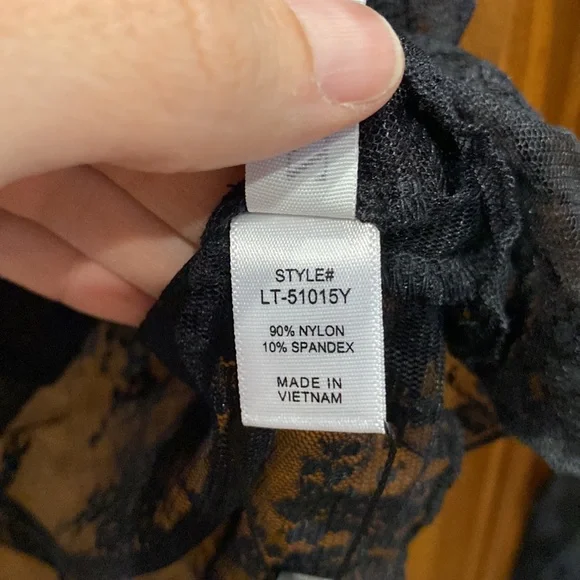 STYLE#
LT-51015Y
90% NYLON
10% SPANDEX
MADE IN
VIETNAM